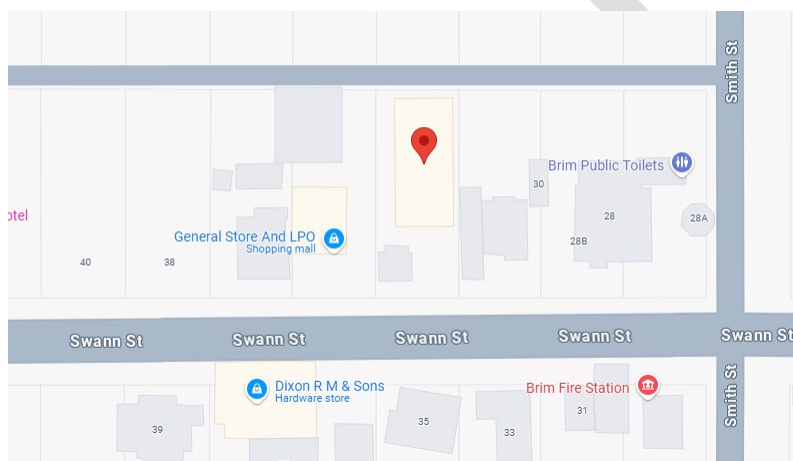 Smith St
Brim Public Toilets
30
otel
28
28A
General Store And LPO
Shopping mall
28B
40
38
Swann St
Swann St
Swann St
Swann St
Swann St
Dixon R M & Sons
Hardware store
Brim Fire Station
Smith St
31
35
39
33